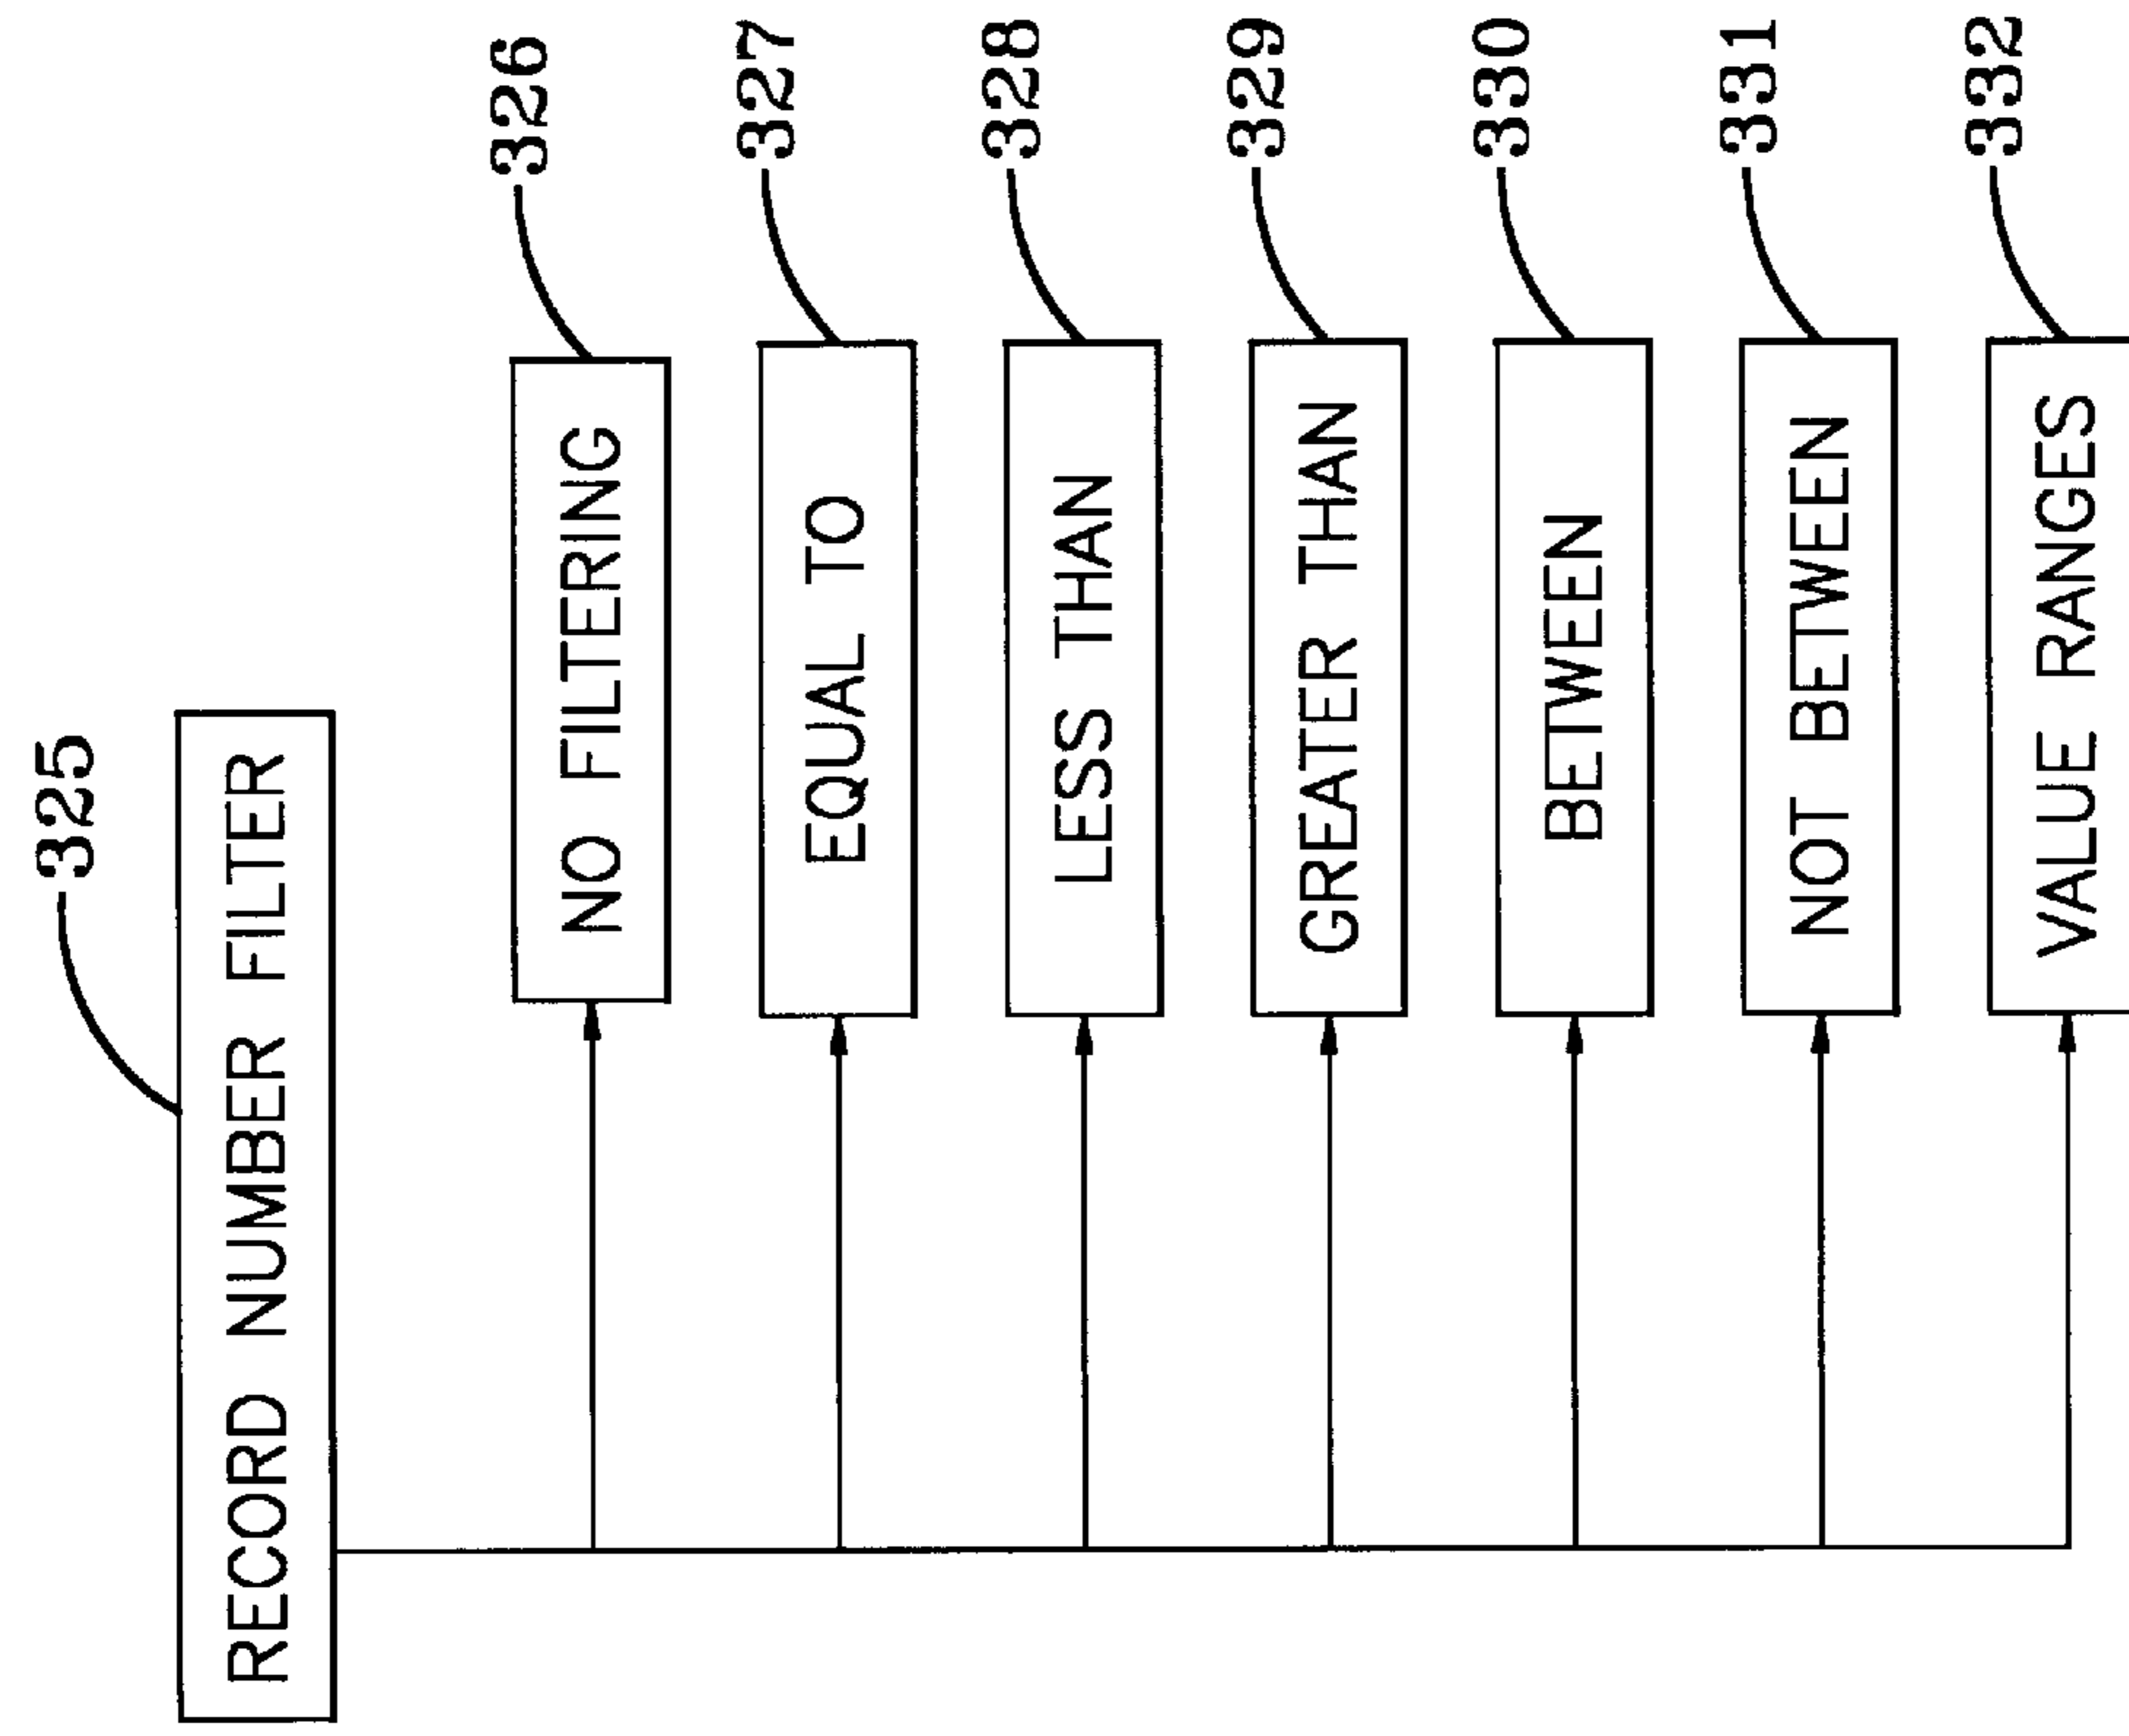 325
RECORD NUMBER FILTER
326
NO FILTERING
327
EQUAL TO
328
LESS THAN
329
GREATER THAN
330
BETWEEN
331
NOT BETWEEN
332
VALUE RANGES